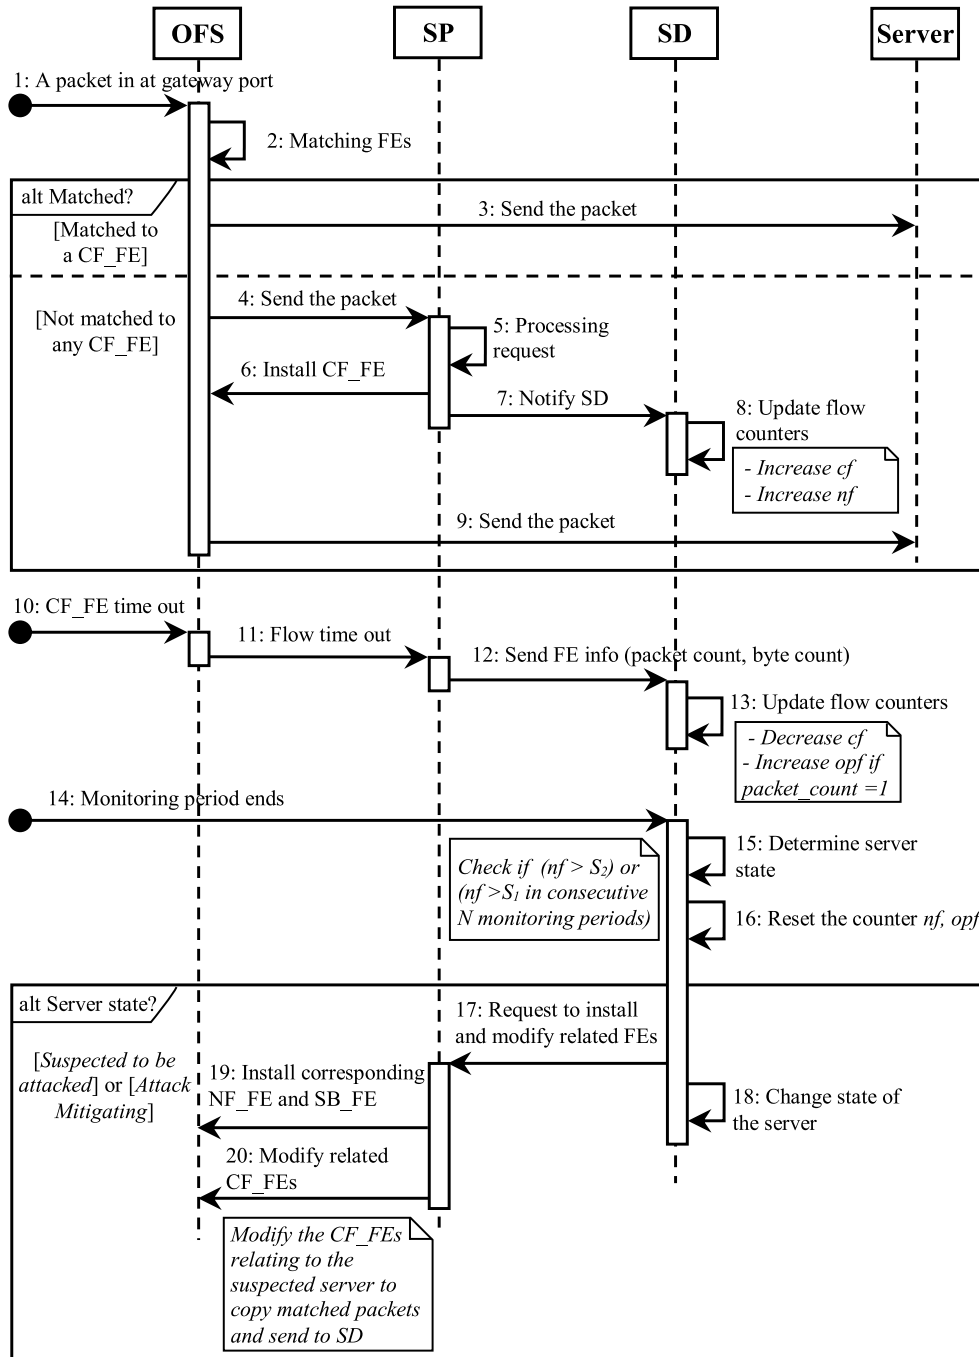 OFS
SP
SD
Server
1: A packet in at gateway port
2: Matching FEs
alt Matched?
[Matched to
a CF_FE]
3: Send the packet
[Not matched to
any CF_FE]
4: Send the packet
5: Processing
request
6: Install CF_FE
7: Notify SD
8: Update flow
counters
- Increase cf
- Increase nf
9: Send the packet
10: CF_FE time out
11: Flow time out
12: Send FE info (packet count, byte count)
13: Update flow counters
- Decrease cf
- Increase opf if
packet_count =1
14: Monitoring period ends
15: Determine server
state
Check if (nf > S2) or
(nf >S1 in consecutive
N monitoring periods)
16: Reset the counter nf, opf
alt Server state?
17: Request to install
and modify related FEs
[Suspected to be
attacked] or [Attack
Mitigating]
19: Install corresponding
NF_FE and SB_FE
18: Change state of
the server
20: Modify related
CF_FEs
Modify the CF_FEs
relating to the
suspected server to
copy matched packets
and send to SD